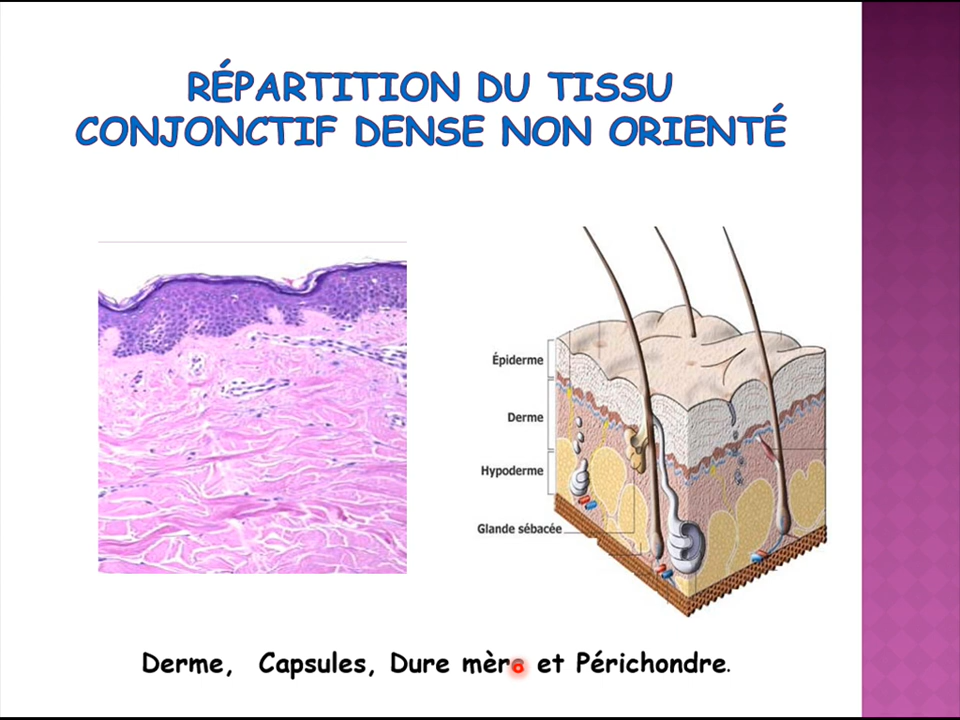 RÉPARTITION DU TISSU
CONJONCTIF DENSE NON ORIENTÉ
Épiderme
Derme
Hypoderme
Glande sébacée
Derme, Capsules, Dure mère et Périchondre.